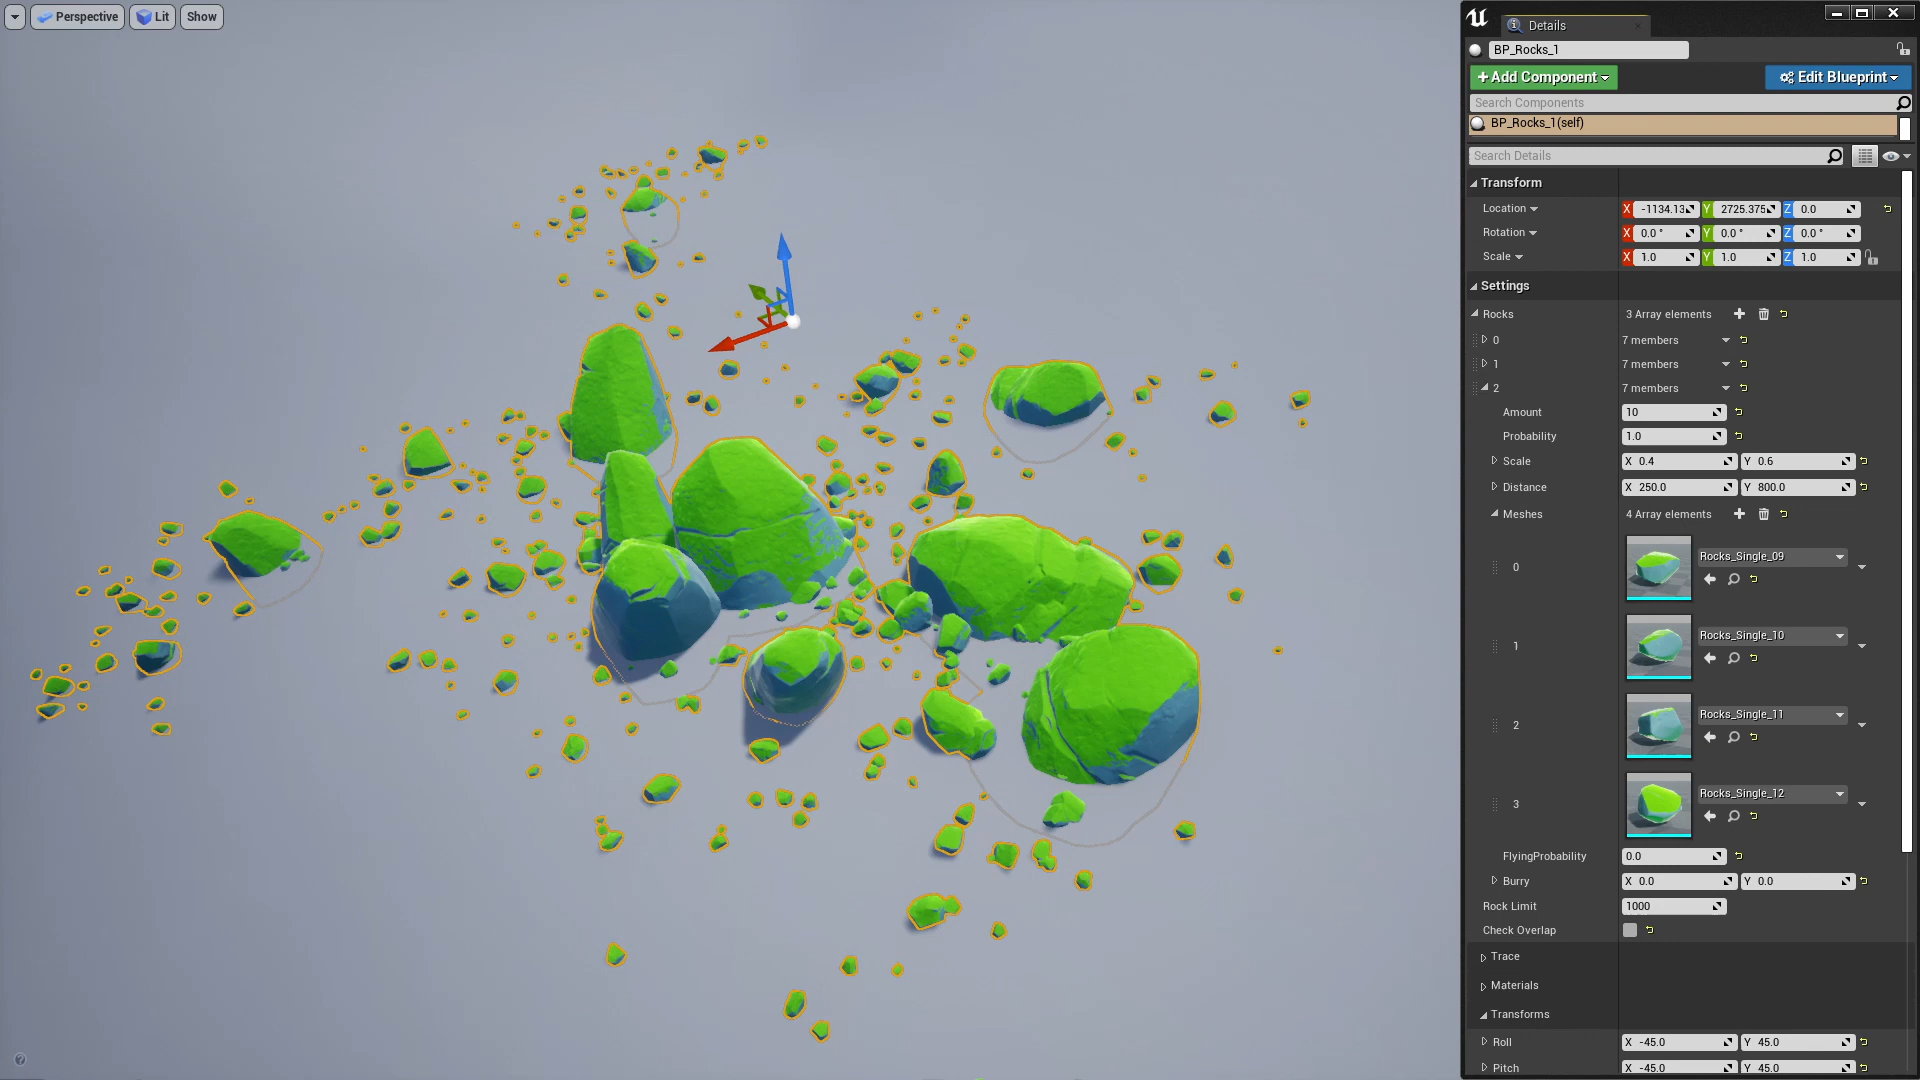 Perspective Lit Show
Details
BP_Rocks_1
+Add Component Edit Blueprint
Search Components
BP_Rocks_1(self)
Search Details
Transform
Location X -1134.13 Y 2725.375 Z 0.0
Rotation X 0.0 ° Y 0.0 ° Z 0.0 °
Scale X 1.0 Y 1.0 Z 1.0
Settings
Rocks 3 Array elements
0 7 members
1 7 members
2 7 members
Amount 10
Probability 1.0
Scale X 0.4 Y 0.6
Distance X 250.0 Y 800.0
Meshes 4 Array elements
0 Rocks_Single_09
1 Rocks_Single_10
2 Rocks_Single_11
3 Rocks_Single_12
FlyingProbability 0.0
Burry X 0.0 Y 0.0
Rock Limit 1000
Check Overlap
Trace
Materials
Transforms
Roll X -45.0 Y 45.0
Pitch X -45.0 Y 45.0